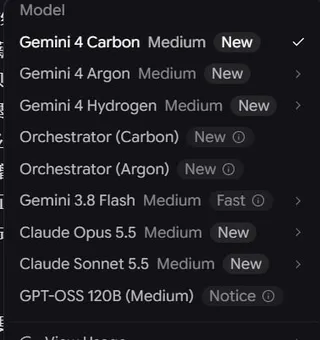 Model
Gemini 4 Carbon Medium New
Gemini 4 Argon Medium New
Gemini 4 Hydrogen Medium New
Orchestrator (Carbon) New
Orchestrator (Argon) New
Gemini 3.8 Flash Medium Fast
Claude Opus 5.5 Medium New
Claude Sonnet 5.5 Medium New
GPT-OSS 120B (Medium) Notice
View Usage